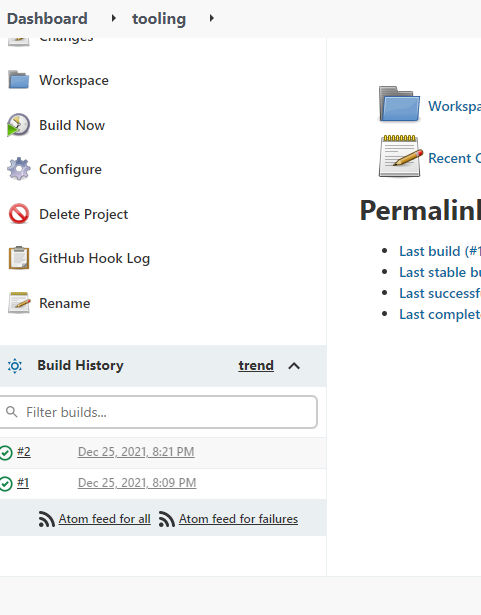 Dashboard tooling
Changes
Workspace
Build Now
Configure
Delete Project
GitHub Hook Log
Rename
Build History trend
Filter builds...
#2 Dec 25, 2021, 8:21 PM
#1 Dec 25, 2021, 8:09 PM
Atom feed for all Atom feed for failures
Workspa
Recent C
Permalin
Last build (#1
Last stable bu
Last successf
Last complet